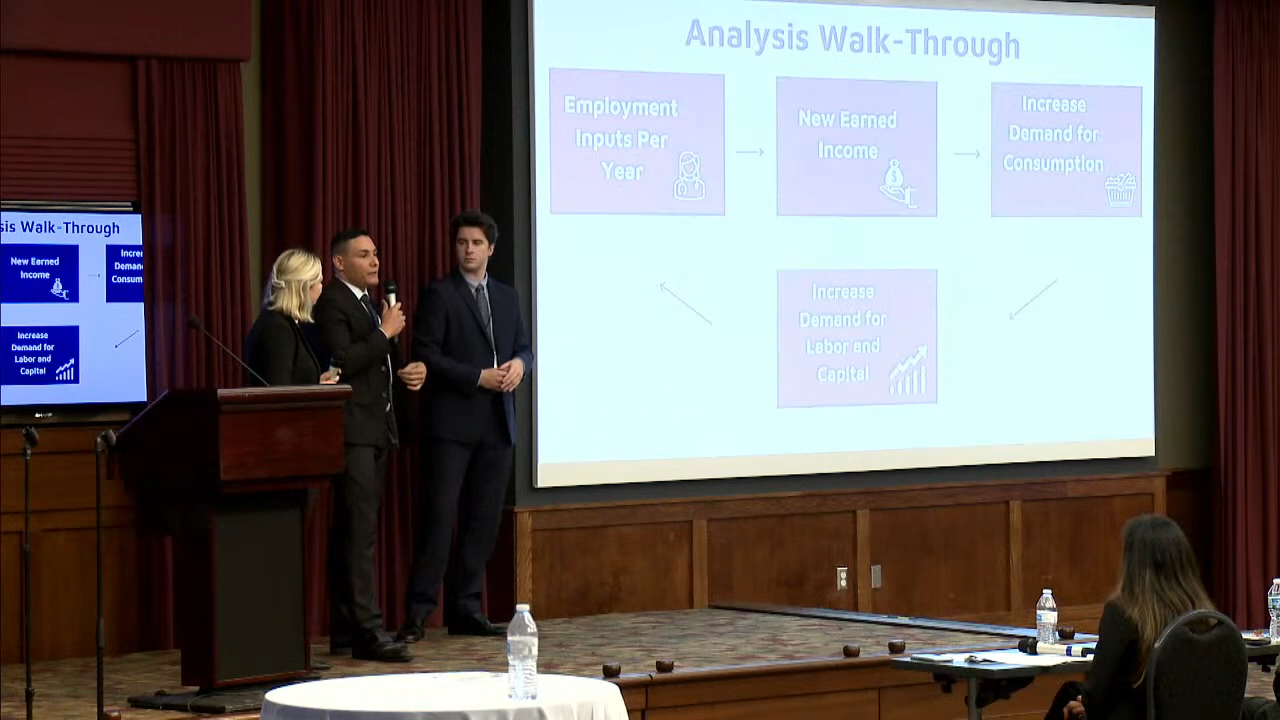 Analysis Walk-Through
Employment
Inputs Per
Year
New Earned
Income
$
Increase
Demand for
Consumption
Increase
Demand for
Labor and
Capital
sis Walk-Through
New Earned
Income
Increase
Demand for
Labor and
Capital